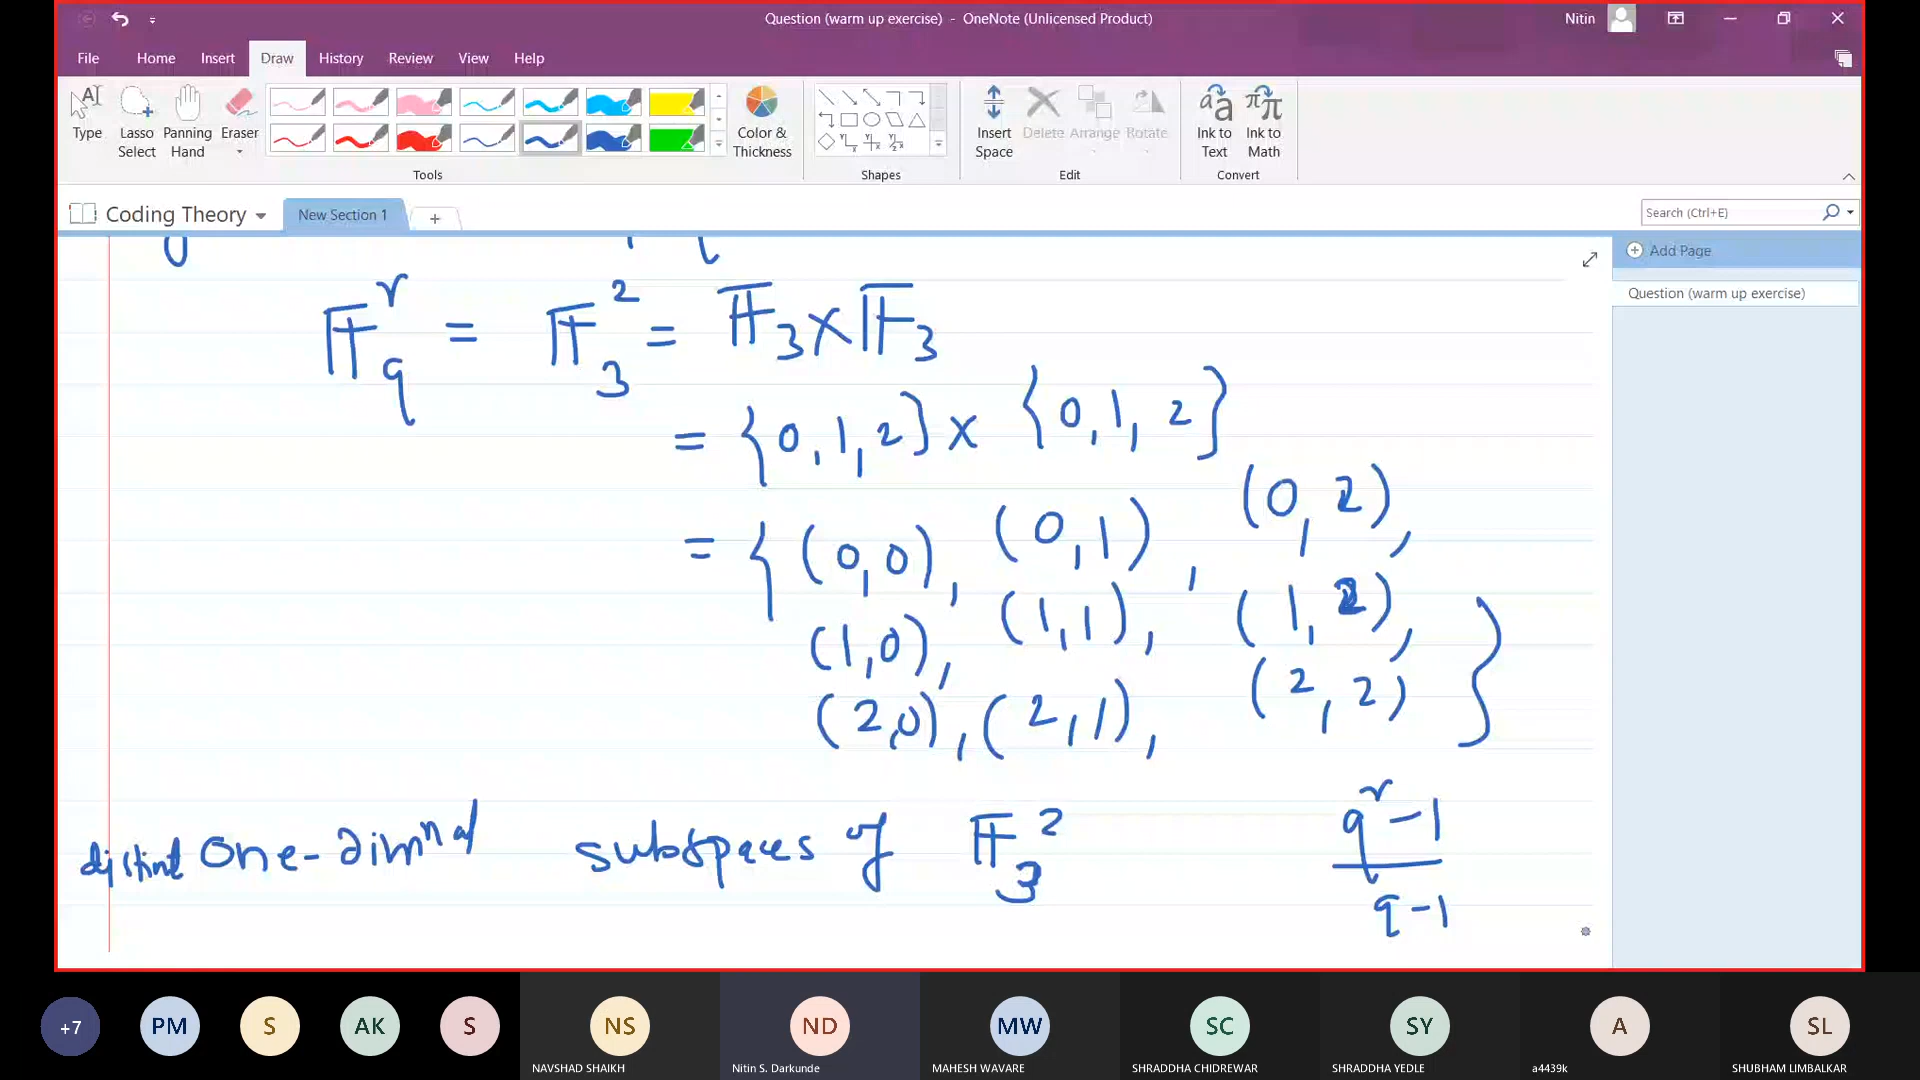 Question (warm up exercise) - OneNote (Unlicensed Product)
Nitin
File Home Insert Draw History Review View Help
Type
Lasso Select
Panning Hand
Eraser
Color & Thickness
Insert Space
Delete
Arrange
Rotate
Ink to Text
Ink to Math
Tools
Shapes
Edit
Convert
Coding Theory
New Section 1
Search (Ctrl+E)
Add Page
Question (warm up exercise)
𝔽_q^r = 𝔽_3^2 = 𝔽_3 × 𝔽_3
= {0, 1, 2} × {0, 1, 2}
= { (0,0), (0,1), (0,2),
(1,0), (1,1), (1,2),
(2,0), (2,1), (2,2) }
One-dimnal subspaces of 𝔽_3^2
q^r-1
q-1
+7
PM
S
AK
S
NS
NAVSHAD SHAIKH
ND
Nitin S. Darkunde
MW
MAHESH WAVARE
SC
SHRADDHA CHIDREWAR
SY
SHRADDHA YEDLE
A
a4439k
SL
SHUBHAM LIMBALKAR